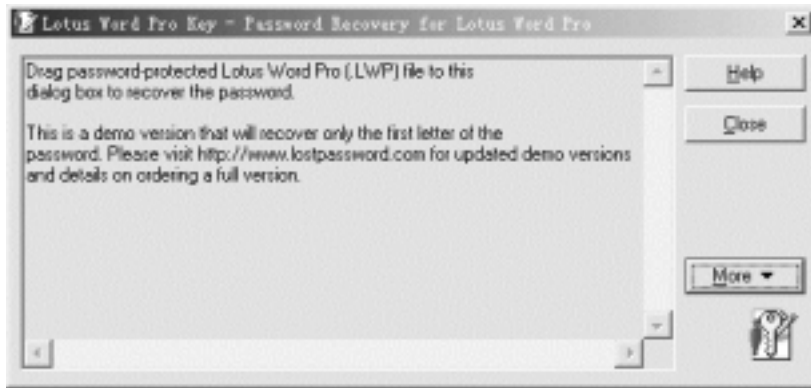 Lotus Word Pro Key - Password Recovery for Lotus Word Pro
Drag password-protected Lotus Word Pro (.LWP) file to this
dialog box to recover the password.
This is a demo version that will recover only the first letter of the
password. Please visit http://www.lostpassword.com for updated demo versions
and details on ordering a full version.
Help
Close
More